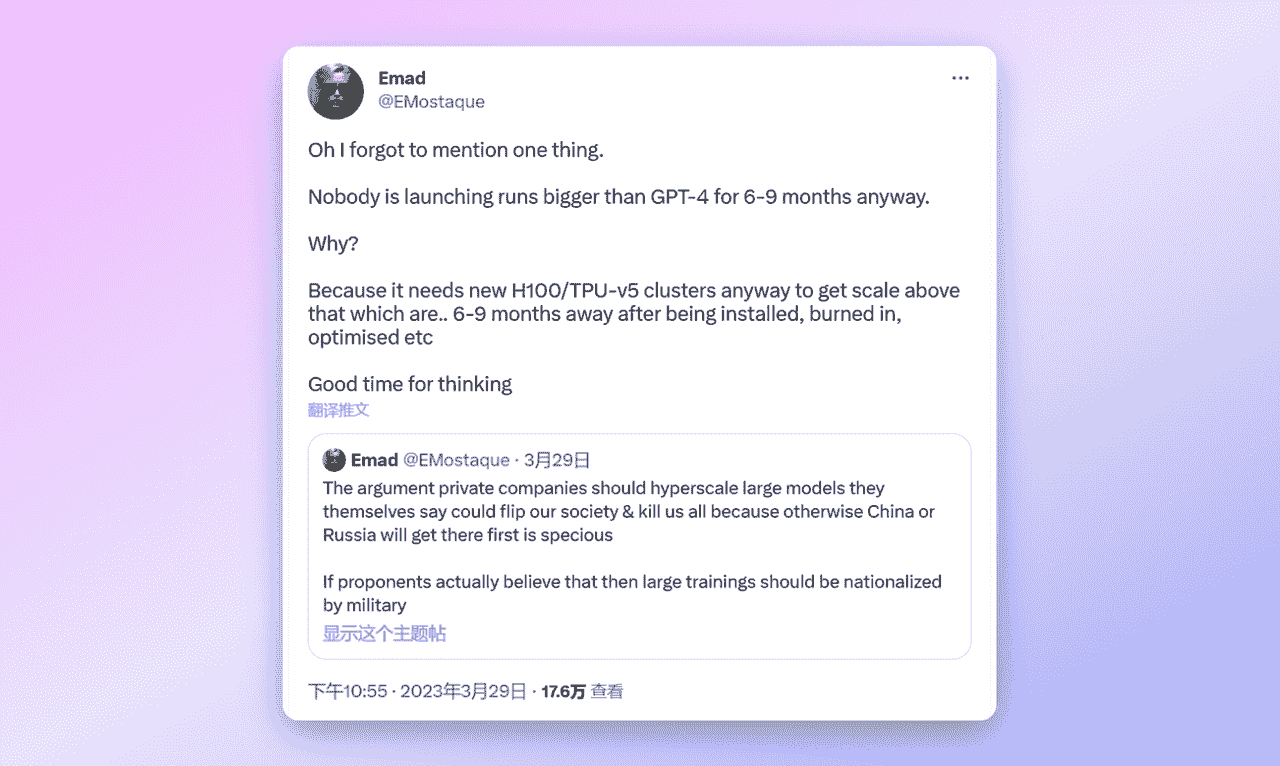 Emad
@EMostaque
Oh I forgot to mention one thing.
Nobody is launching runs bigger than GPT-4 for 6-9 months anyway.
Why?
Because it needs new H100/TPU-v5 clusters anyway to get scale above
that which are.. 6-9 months away after being installed, burned in,
optimised etc
Good time for thinking
翻译推文
Emad @EMostaque · 3月29日
The argument private companies should hyperscale large models they
themselves say could flip our society & kill us all because otherwise China or
Russia will get there first is specious
If proponents actually believe that then large trainings should be nationalized
by military
显示这个主题帖
下午10:55 · 2023年3月29日 · 17.6万 查看